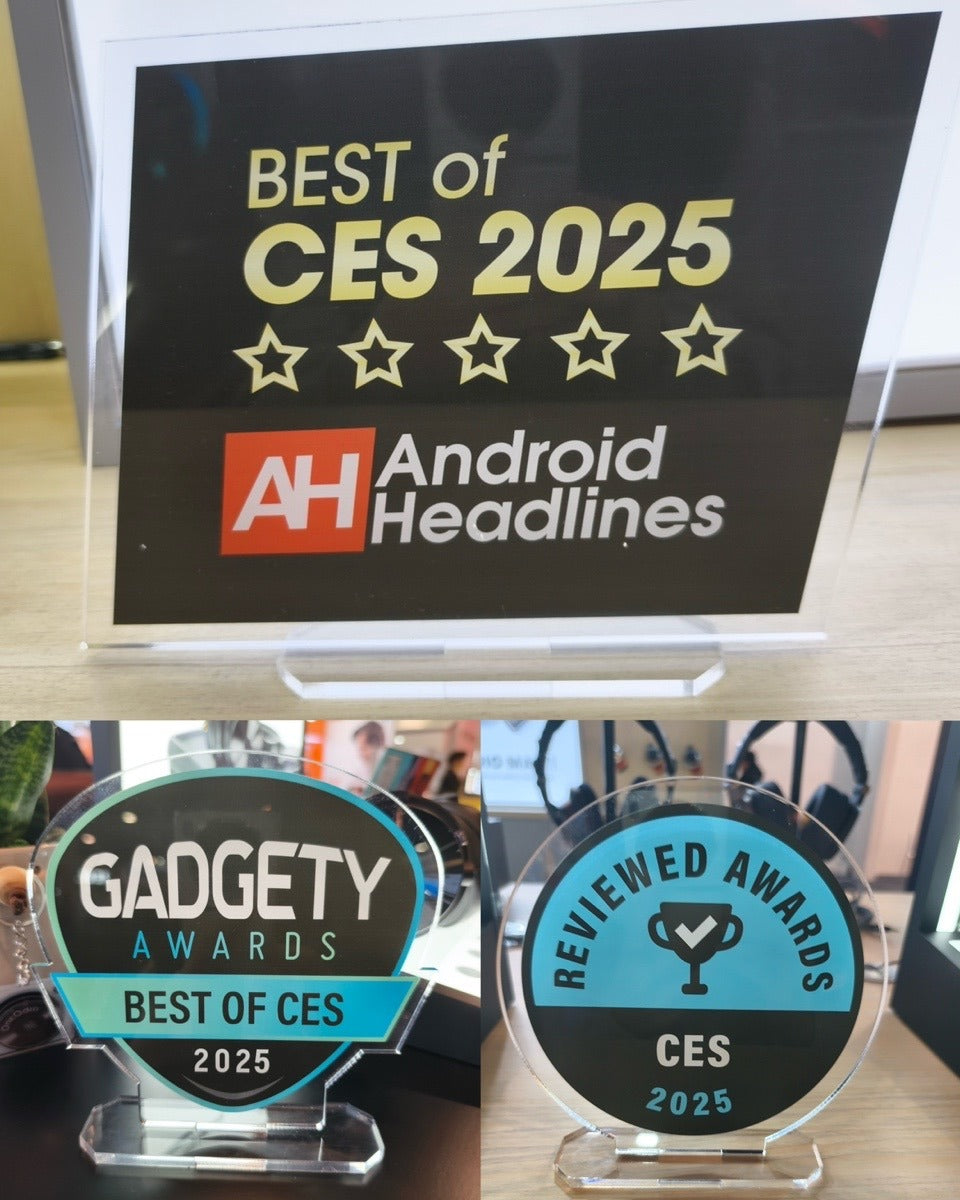 BEST of
CES 2025
AH Android
Headlines
GADGETY
AWARDS
BEST OF CES
2025
REVIEWED AWARDS
CES
2025